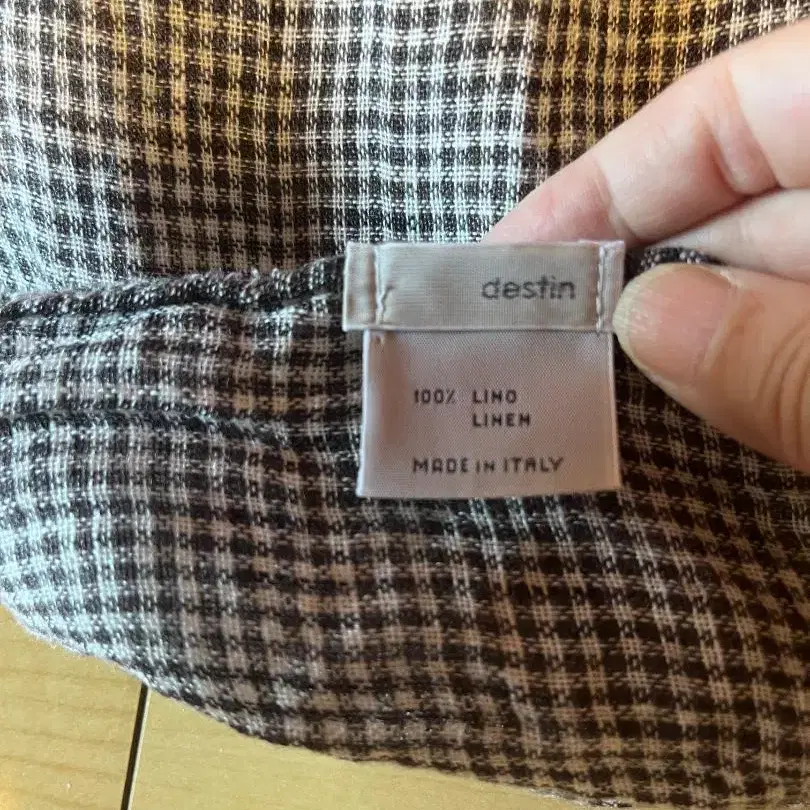 destin
100% LINO
LINEN
MADE IN ITALY